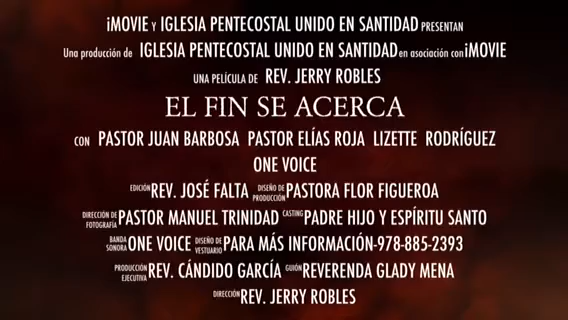 iMOVIE Y IGLESIA PENTECOSTAL UNIDO EN SANTIDAD PRESENTAN
Una producción de IGLESIA PENTECOSTAL UNIDO EN SANTIDAD en asociación con iMOVIE
UNA PELÍCULA DE REV. JERRY ROBLES
EL FIN SE ACERCA
CON PASTOR JUAN BARBOSA PASTOR ELÍAS ROJA LIZETTE RODRÍGUEZ
ONE VOICE
EDICIÓN REV. JOSÉ FALTA DISEÑO DE PRODUCCIÓN PASTORA FLOR FIGUEROA
DIRECCIÓN DE FOTOGRAFÍA PASTOR MANUEL TRINIDAD CASTING PADRE HIJO Y ESPÍRITU SANTO
BANDA SONORA ONE VOICE DISEÑO DE VESTUARIO PARA MÁS INFORMACIÓN-978-885-2393
PRODUCCIÓN EJECUTIVA REV. CÁNDIDO GARCÍA GUIÓN REVERENDA GLADY MENA
DIRECCIÓN REV. JERRY ROBLES